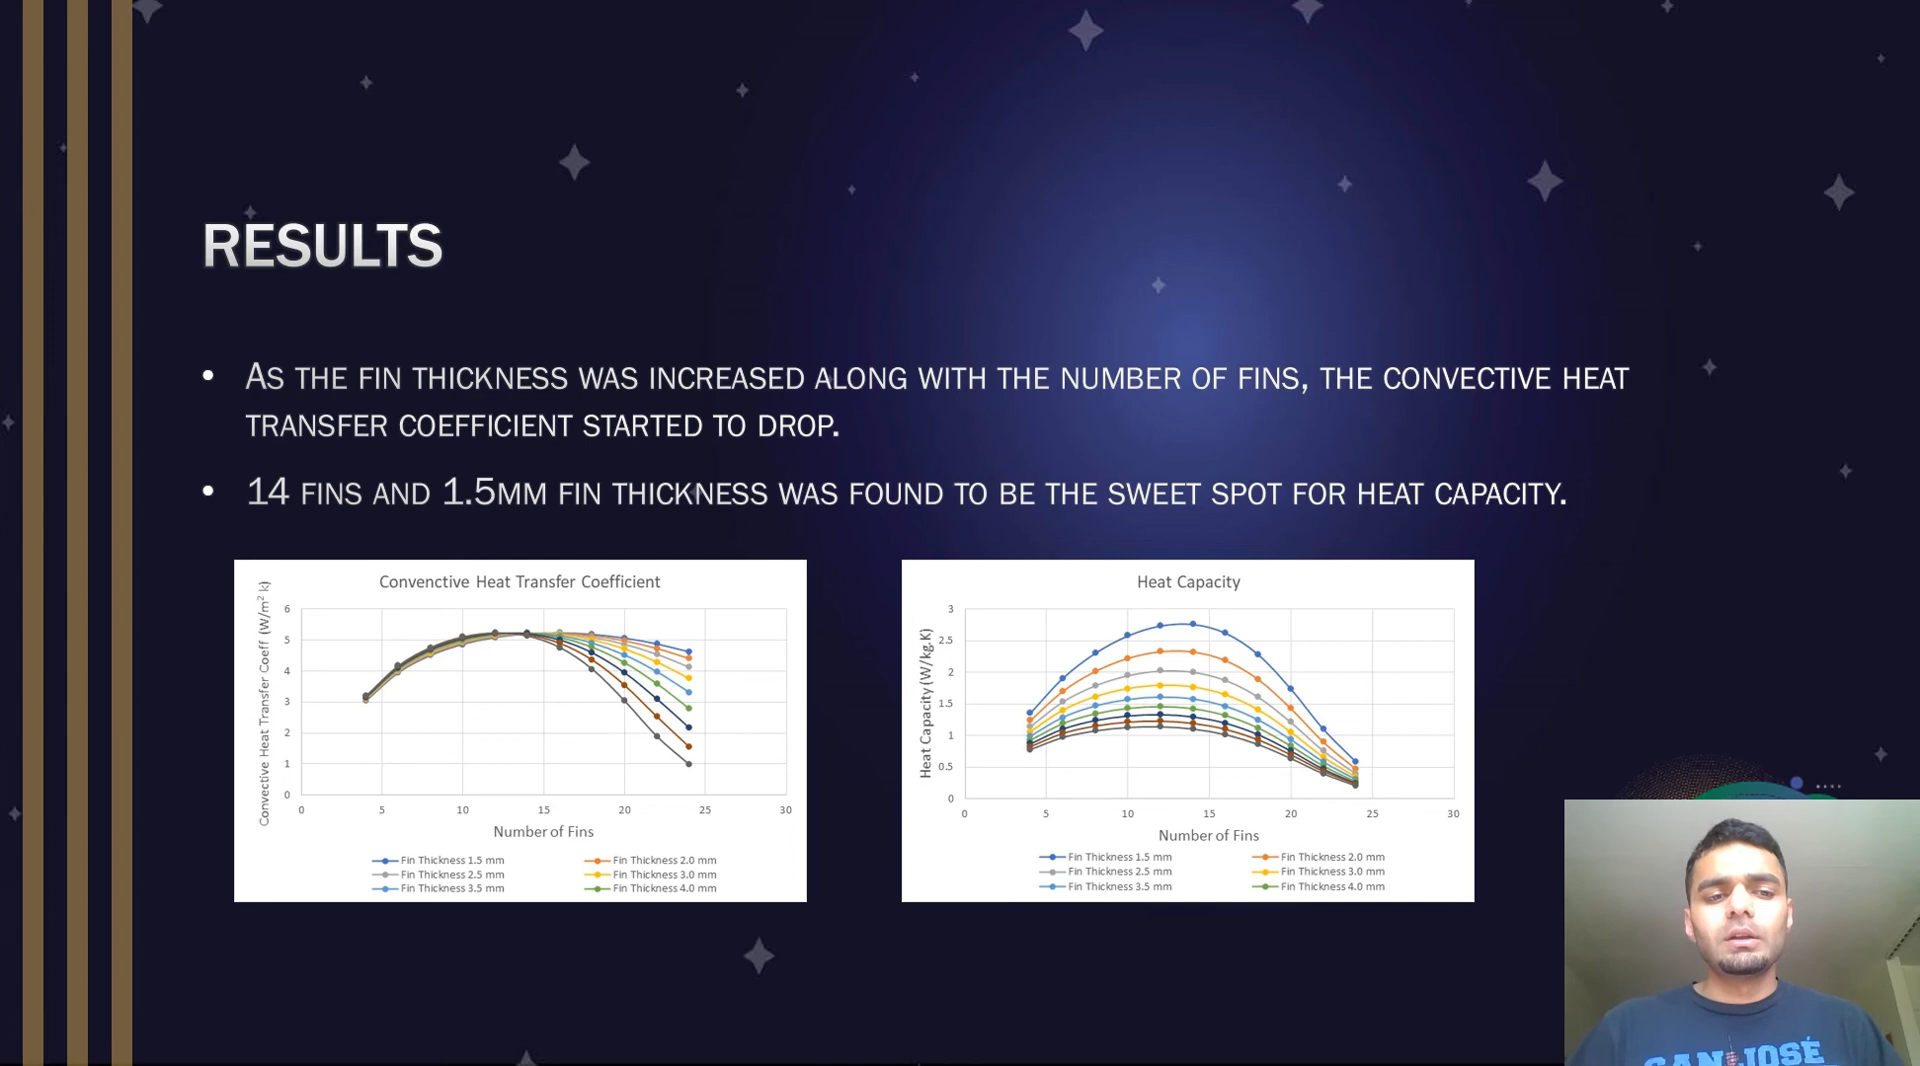 RESULTS
• AS THE FIN THICKNESS WAS INCREASED ALONG WITH THE NUMBER OF FINS, THE CONVECTIVE HEAT
TRANSFER COEFFICIENT STARTED TO DROP.
• 14 FINS AND 1.5MM FIN THICKNESS WAS FOUND TO BE THE SWEET SPOT FOR HEAT CAPACITY.
Convenctive Heat Transfer Coefficient
Convective Heat Transfer Coeff (W/m² k)
6
5
4
3
2
1
0
0 5 10 15 20 25 30
Number of Fins
Fin Thickness 1.5 mm Fin Thickness 2.0 mm
Fin Thickness 2.5 mm Fin Thickness 3.0 mm
Fin Thickness 3.5 mm Fin Thickness 4.0 mm
Heat Capacity
Heat Capacity (W/kg.K)
3
2.5
2
1.5
1
0.5
0
0 5 10 15 20 25 30
Number of Fins
Fin Thickness 1.5 mm Fin Thickness 2.0 mm
Fin Thickness 2.5 mm Fin Thickness 3.0 mm
Fin Thickness 3.5 mm Fin Thickness 4.0 mm
SAN JOSÉ